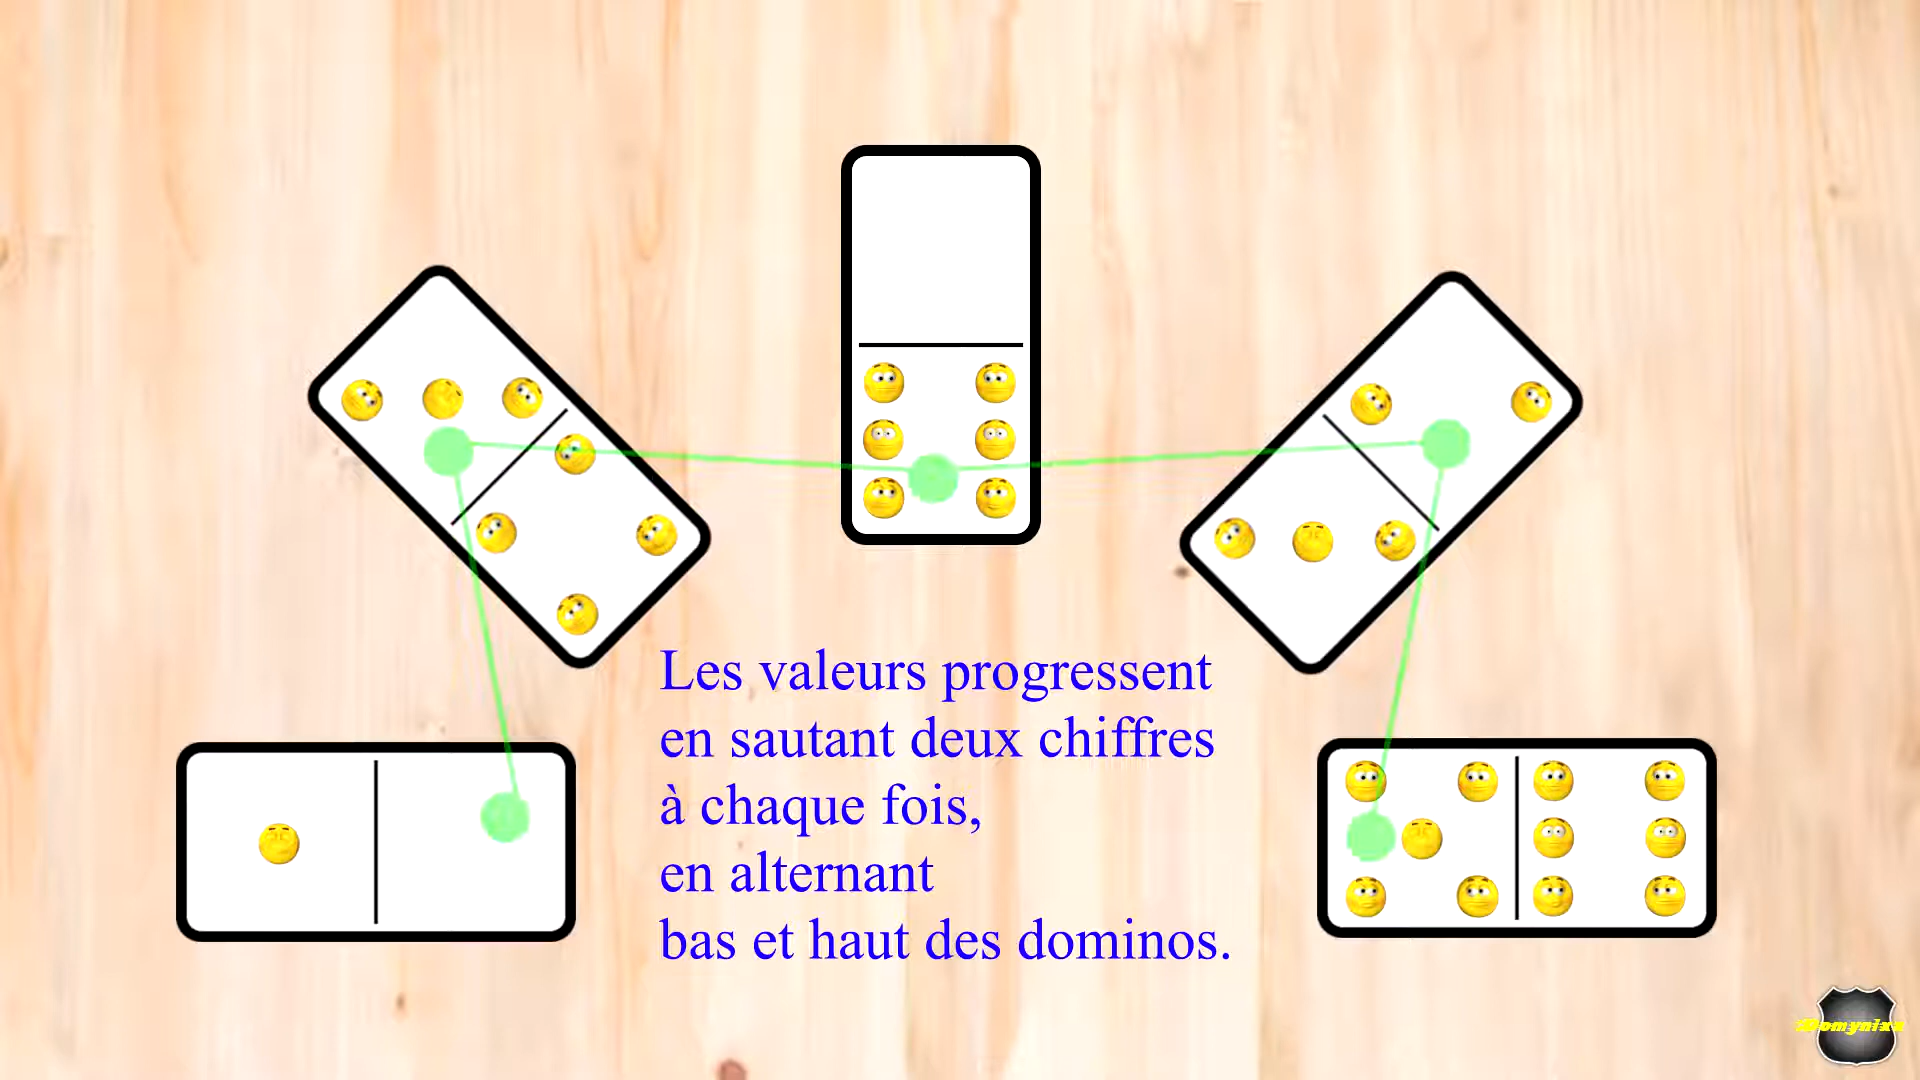 Les valeurs progressent
en sautant deux chiffres
à chaque fois,
en alternant
bas et haut des dominos.